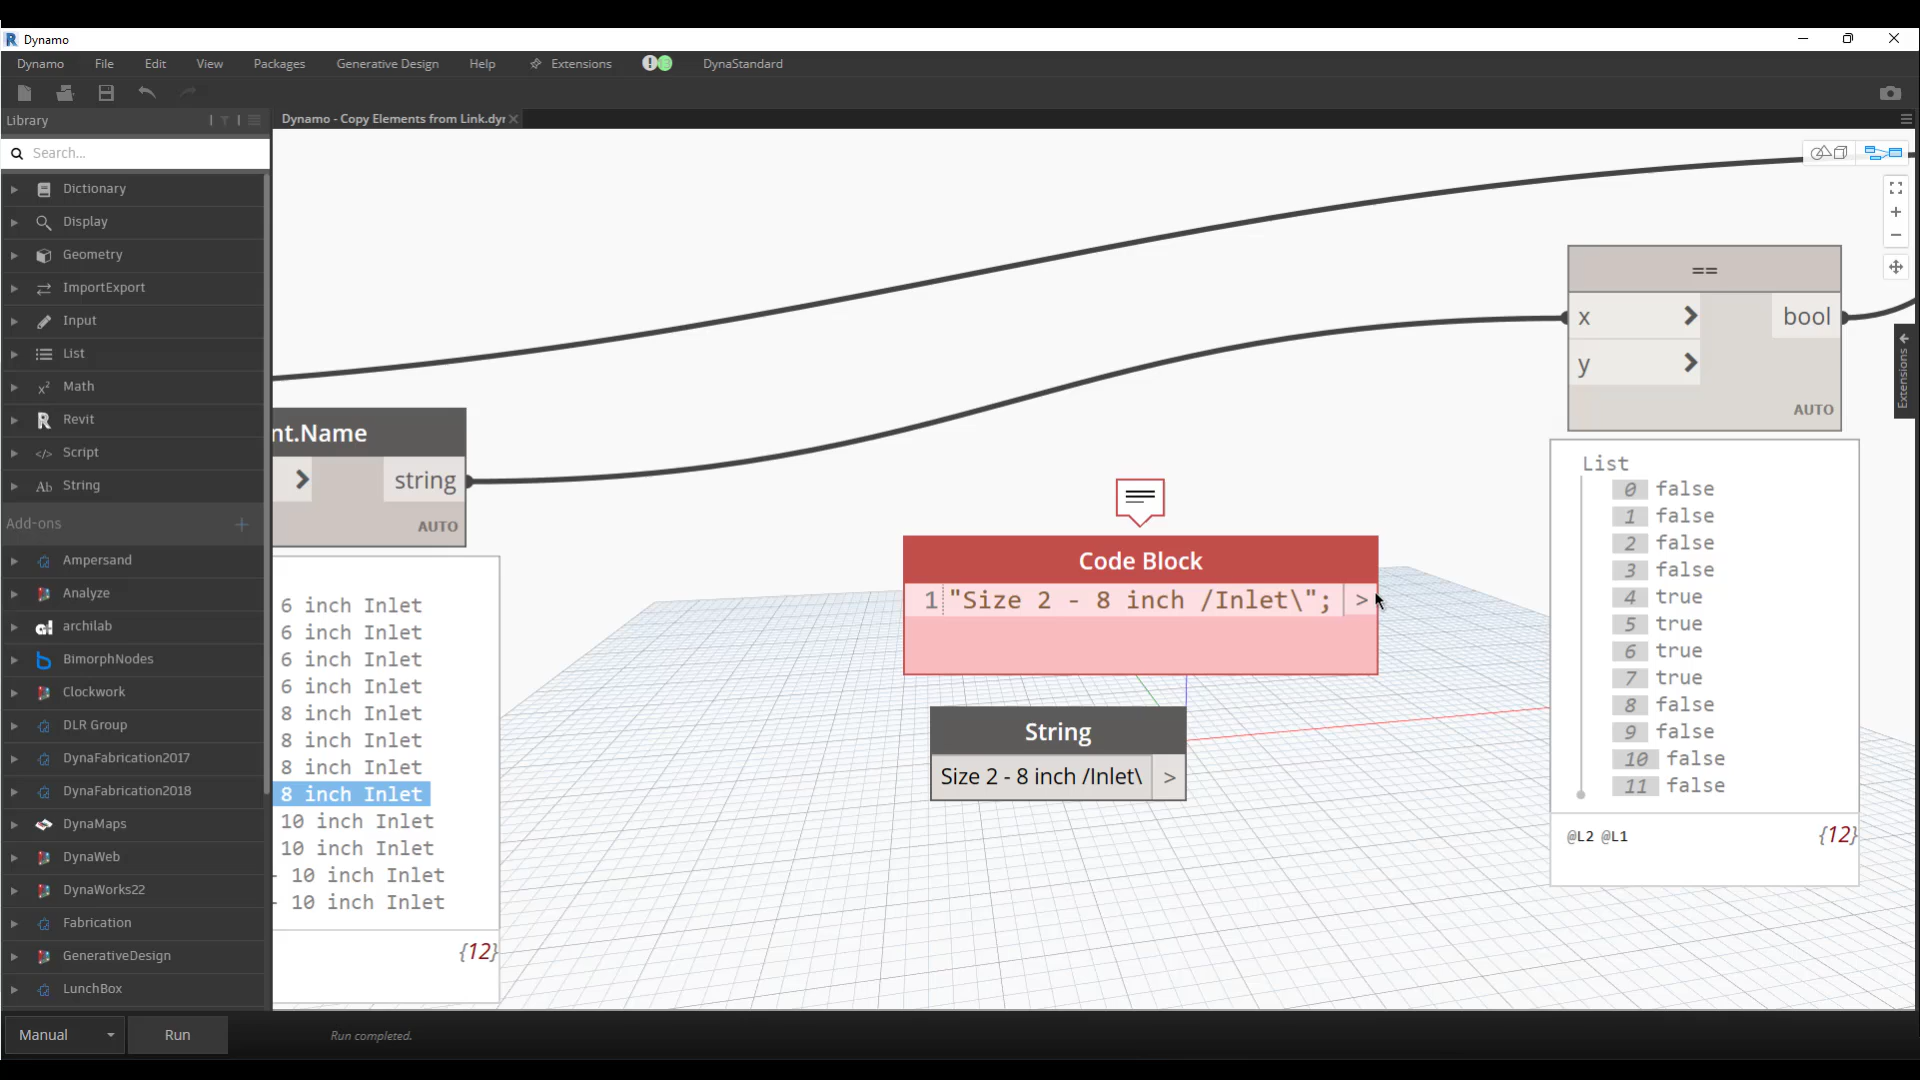 Dynamo
Dynamo File Edit View Packages Generative Design Help Extensions DynaStandard
Library
Dynamo - Copy Elements from Link.dyn
Search...
Dictionary
Display
Geometry
ImportExport
Input
List
Math
Revit
Script
String
Add-ons
Ampersand
Analyze
archilab
BimorphNodes
Clockwork
DLR Group
DynaFabrication2017
DynaFabrication2018
DynaMaps
DynaWeb
DynaWorks22
Fabrication
GenerativeDesign
LunchBox
nt.Name
> string
AUTO
6 inch Inlet
6 inch Inlet
6 inch Inlet
6 inch Inlet
8 inch Inlet
8 inch Inlet
8 inch Inlet
8 inch Inlet
10 inch Inlet
10 inch Inlet
- 10 inch Inlet
- 10 inch Inlet
{12}
Code Block
1 "Size 2 - 8 inch /Inlet\"; >
String
Size 2 - 8 inch /Inlet\ >
==
x > bool
y >
AUTO
List
0 false
1 false
2 false
3 false
4 true
5 true
6 true
7 true
8 false
9 false
10 false
11 false
@L2 @L1 {12}
Extensions
Manual Run Run completed.